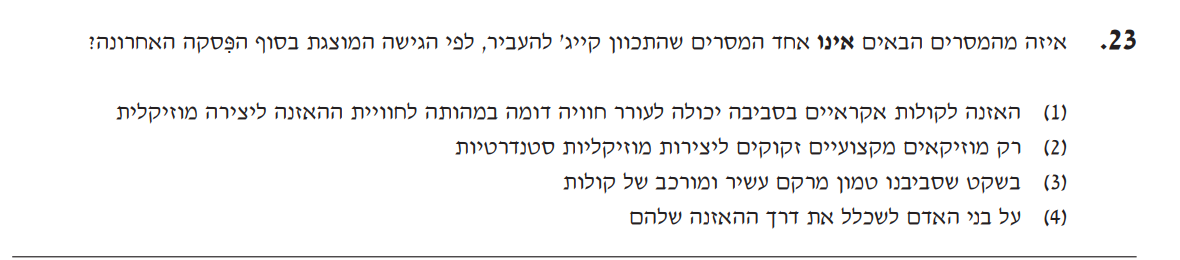 23. איזה מהמסרים הבאים אינו אחד המסרים שהתכוון קייג' להעביר, לפי הגישה המוצגת בסוף הפִּסקה האחרונה?
(1) האזנה לקולות אקראיים בסביבה יכולה לעורר חוויה דומה במהותה לחוויית ההאזנה ליצירה מוזיקלית
(2) רק מוזיקאים מקצועיים זקוקים ליצירות מוזיקליות סטנדרטיות
(3) בשקט שסביבנו טמון מרקם עשיר ומורכב של קולות
(4) על בני האדם לשכלל את דרך ההאזנה שלהם